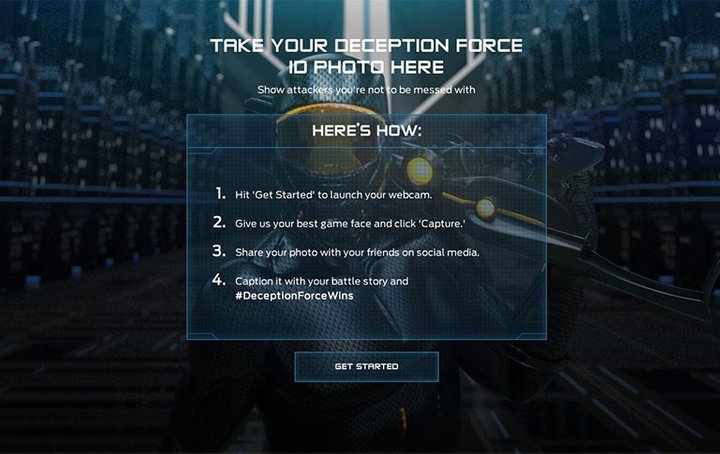 TAKE YOUR DECEPTION FORCE
ID PHOTO HERE
Show attackers you're not to be messed with
HERE'S HOW:
1. Hit 'Get Started' to launch your webcam.
2. Give us your best game face and click 'Capture.'
3. Share your photo with your friends on social media.
4. Caption it with your battle story and
#DeceptionForceWins
GET STARTED